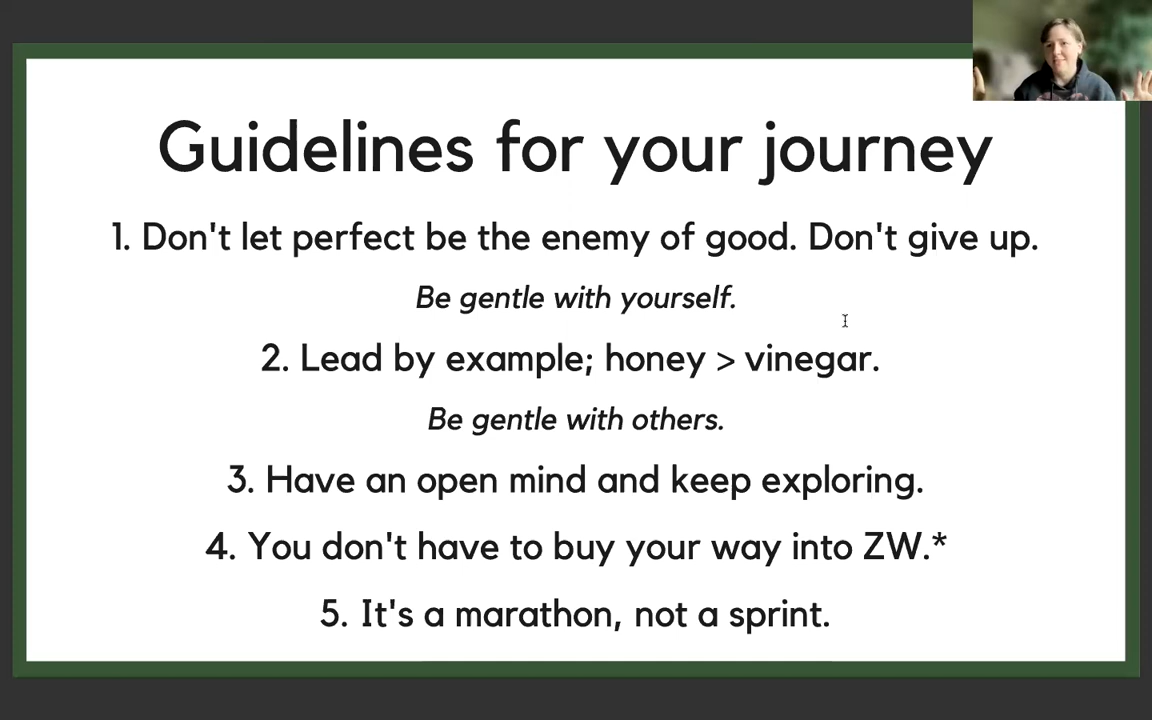 Guidelines for your journey
1. Don't let perfect be the enemy of good. Don't give up.
Be gentle with yourself.
2. Lead by example; honey > vinegar.
Be gentle with others.
3. Have an open mind and keep exploring.
4. You don't have to buy your way into ZW.*
5. It's a marathon, not a sprint.